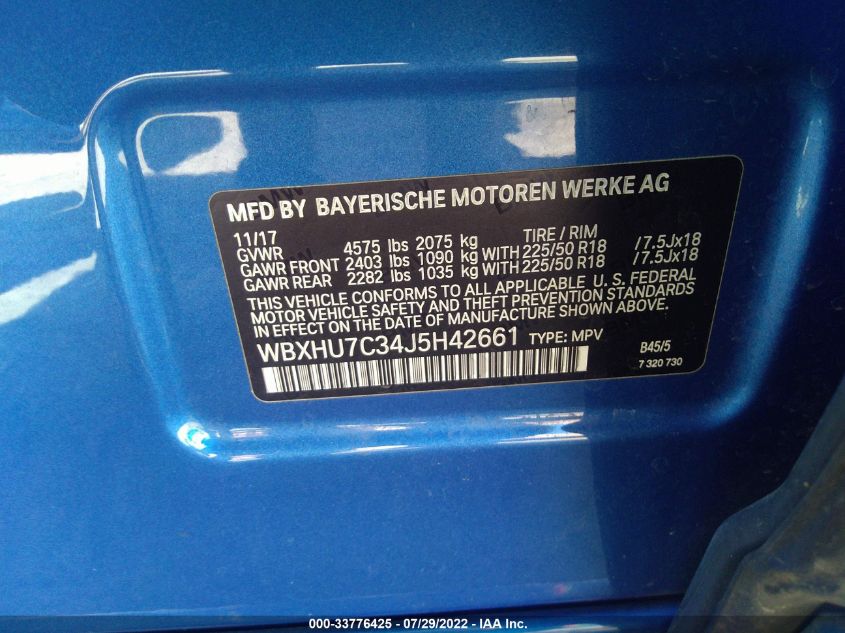 MFD BY BAYERISCHE MOTOREN WERKE AG
11/17 TIRE / RIM
GVWR 4575 lbs 2075 kg
GAWR FRONT 2403 lbs 1090 kg WITH 225/50 R18 /7.5Jx18
GAWR REAR 2282 lbs 1035 kg WITH 225/50 R18 /7.5Jx18
THIS VEHICLE CONFORMS TO ALL APPLICABLE U.S. FEDERAL
MOTOR VEHICLE SAFETY AND THEFT PREVENTION STANDARDS
IN EFFECT ON THE DATE OF MANUFACTURE SHOWN ABOVE.
WBXHU7C34J5H42661 TYPE: MPV B45/5
7 320 730
000-33776425 / 07/29/2022 - IAA Inc.